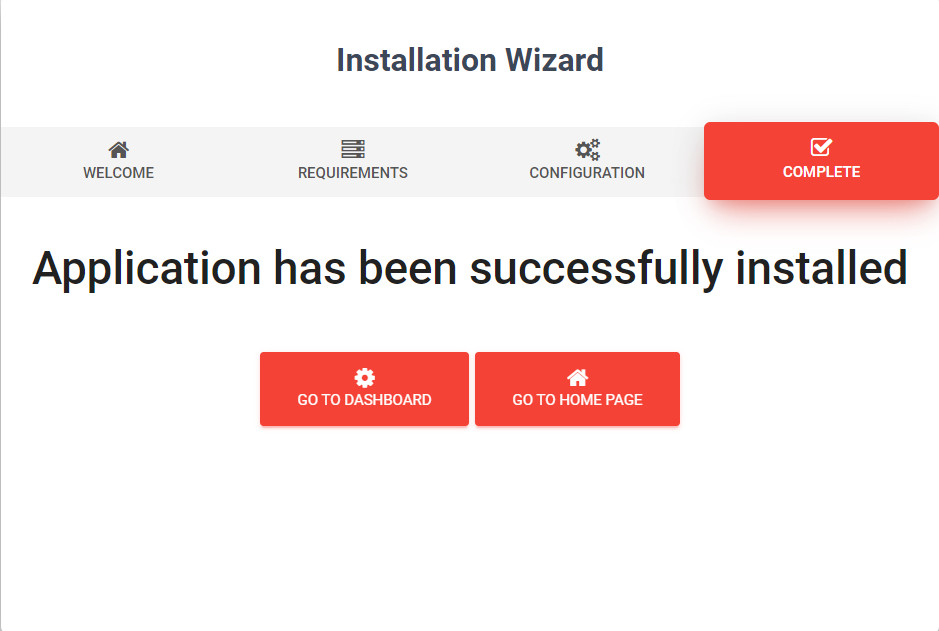 Installation Wizard
WELCOME
REQUIREMENTS
CONFIGURATION
COMPLETE
Application has been successfully installed
GO TO DASHBOARD
GO TO HOME PAGE